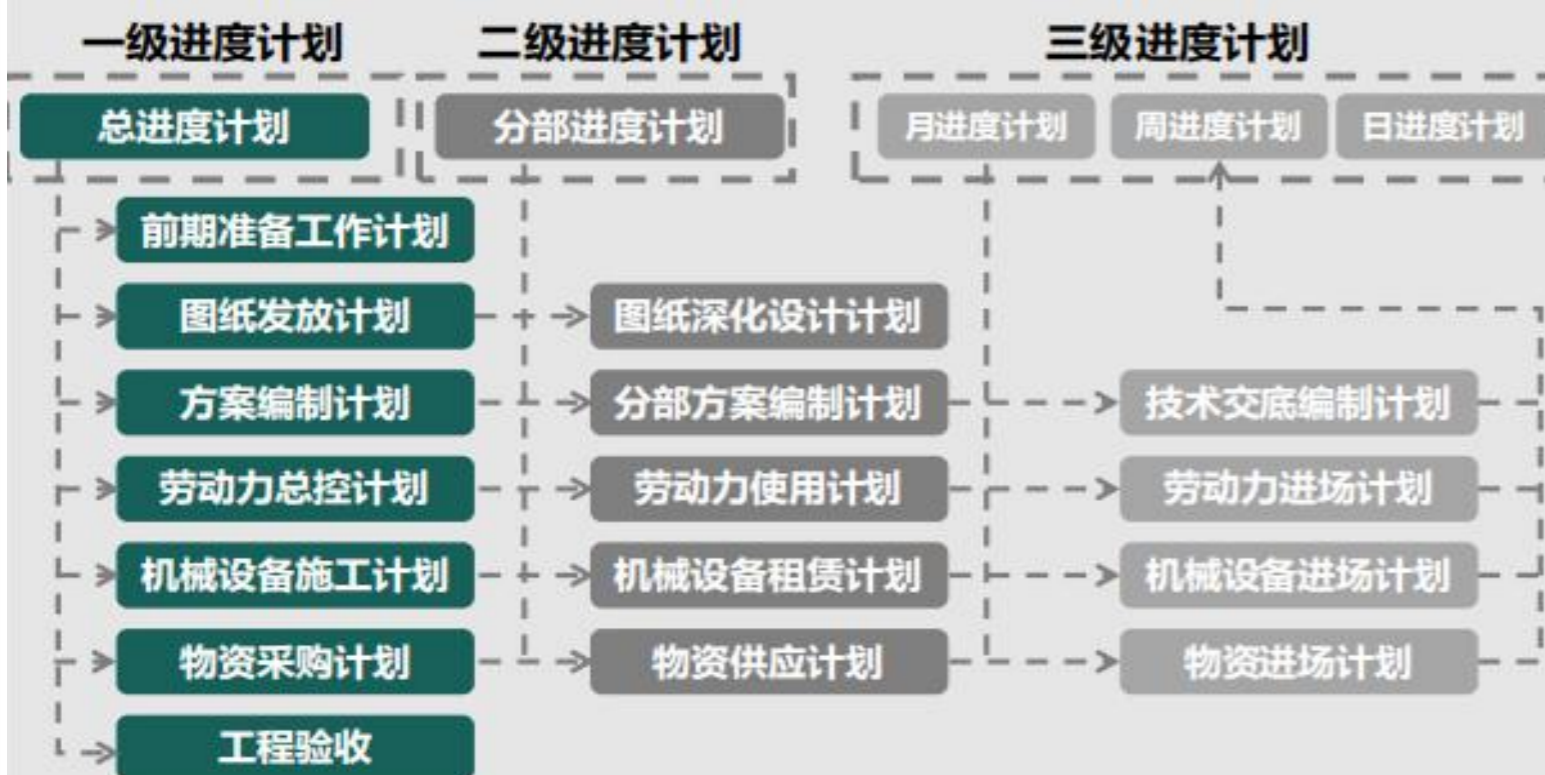 一级进度计划
二级进度计划
三级进度计划
总进度计划
分部进度计划
月进度计划
周进度计划
日进度计划
前期准备工作计划
图纸发放计划
图纸深化设计计划
方案编制计划
分部方案编制计划
技术交底编制计划
劳动力总控计划
劳动力使用计划
劳动力进场计划
机械设备施工计划
机械设备租赁计划
机械设备进场计划
物资采购计划
物资供应计划
物资进场计划
工程验收